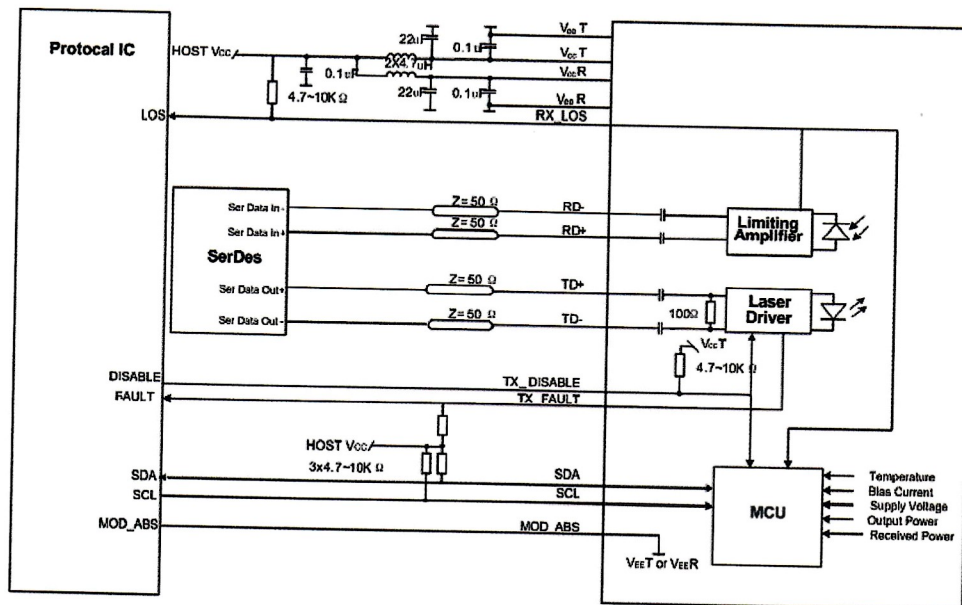 Protocal IC
HOST Vcc
22uF
0.1uF
VccT
VccT
2X4.7uH
0.1uF
VccR
4.7~10K Ω
22uF
0.1uF
VccR
LOS
RX_LOS
Ser Data In -
Z= 50 Ω
RD-
Ser Data In+
Z= 50 Ω
RD+
Limiting
Amplifier
SerDes
Ser Data Out+
Z= 50 Ω
TD+
Ser Data Out -
Z= 50 Ω
TD-
100Ω
Laser
Driver
VccT
4.7~10K Ω
DISABLE
TX_DISABLE
FAULT
TX_FAULT
HOST Vcc
3x4.7~10K Ω
SDA
SDA
SCL
SCL
MCU
Temperature
Bias Current
Supply Voltage
Output Power
Received Power
MOD_ABS
MOD_ABS
VEET or VEER